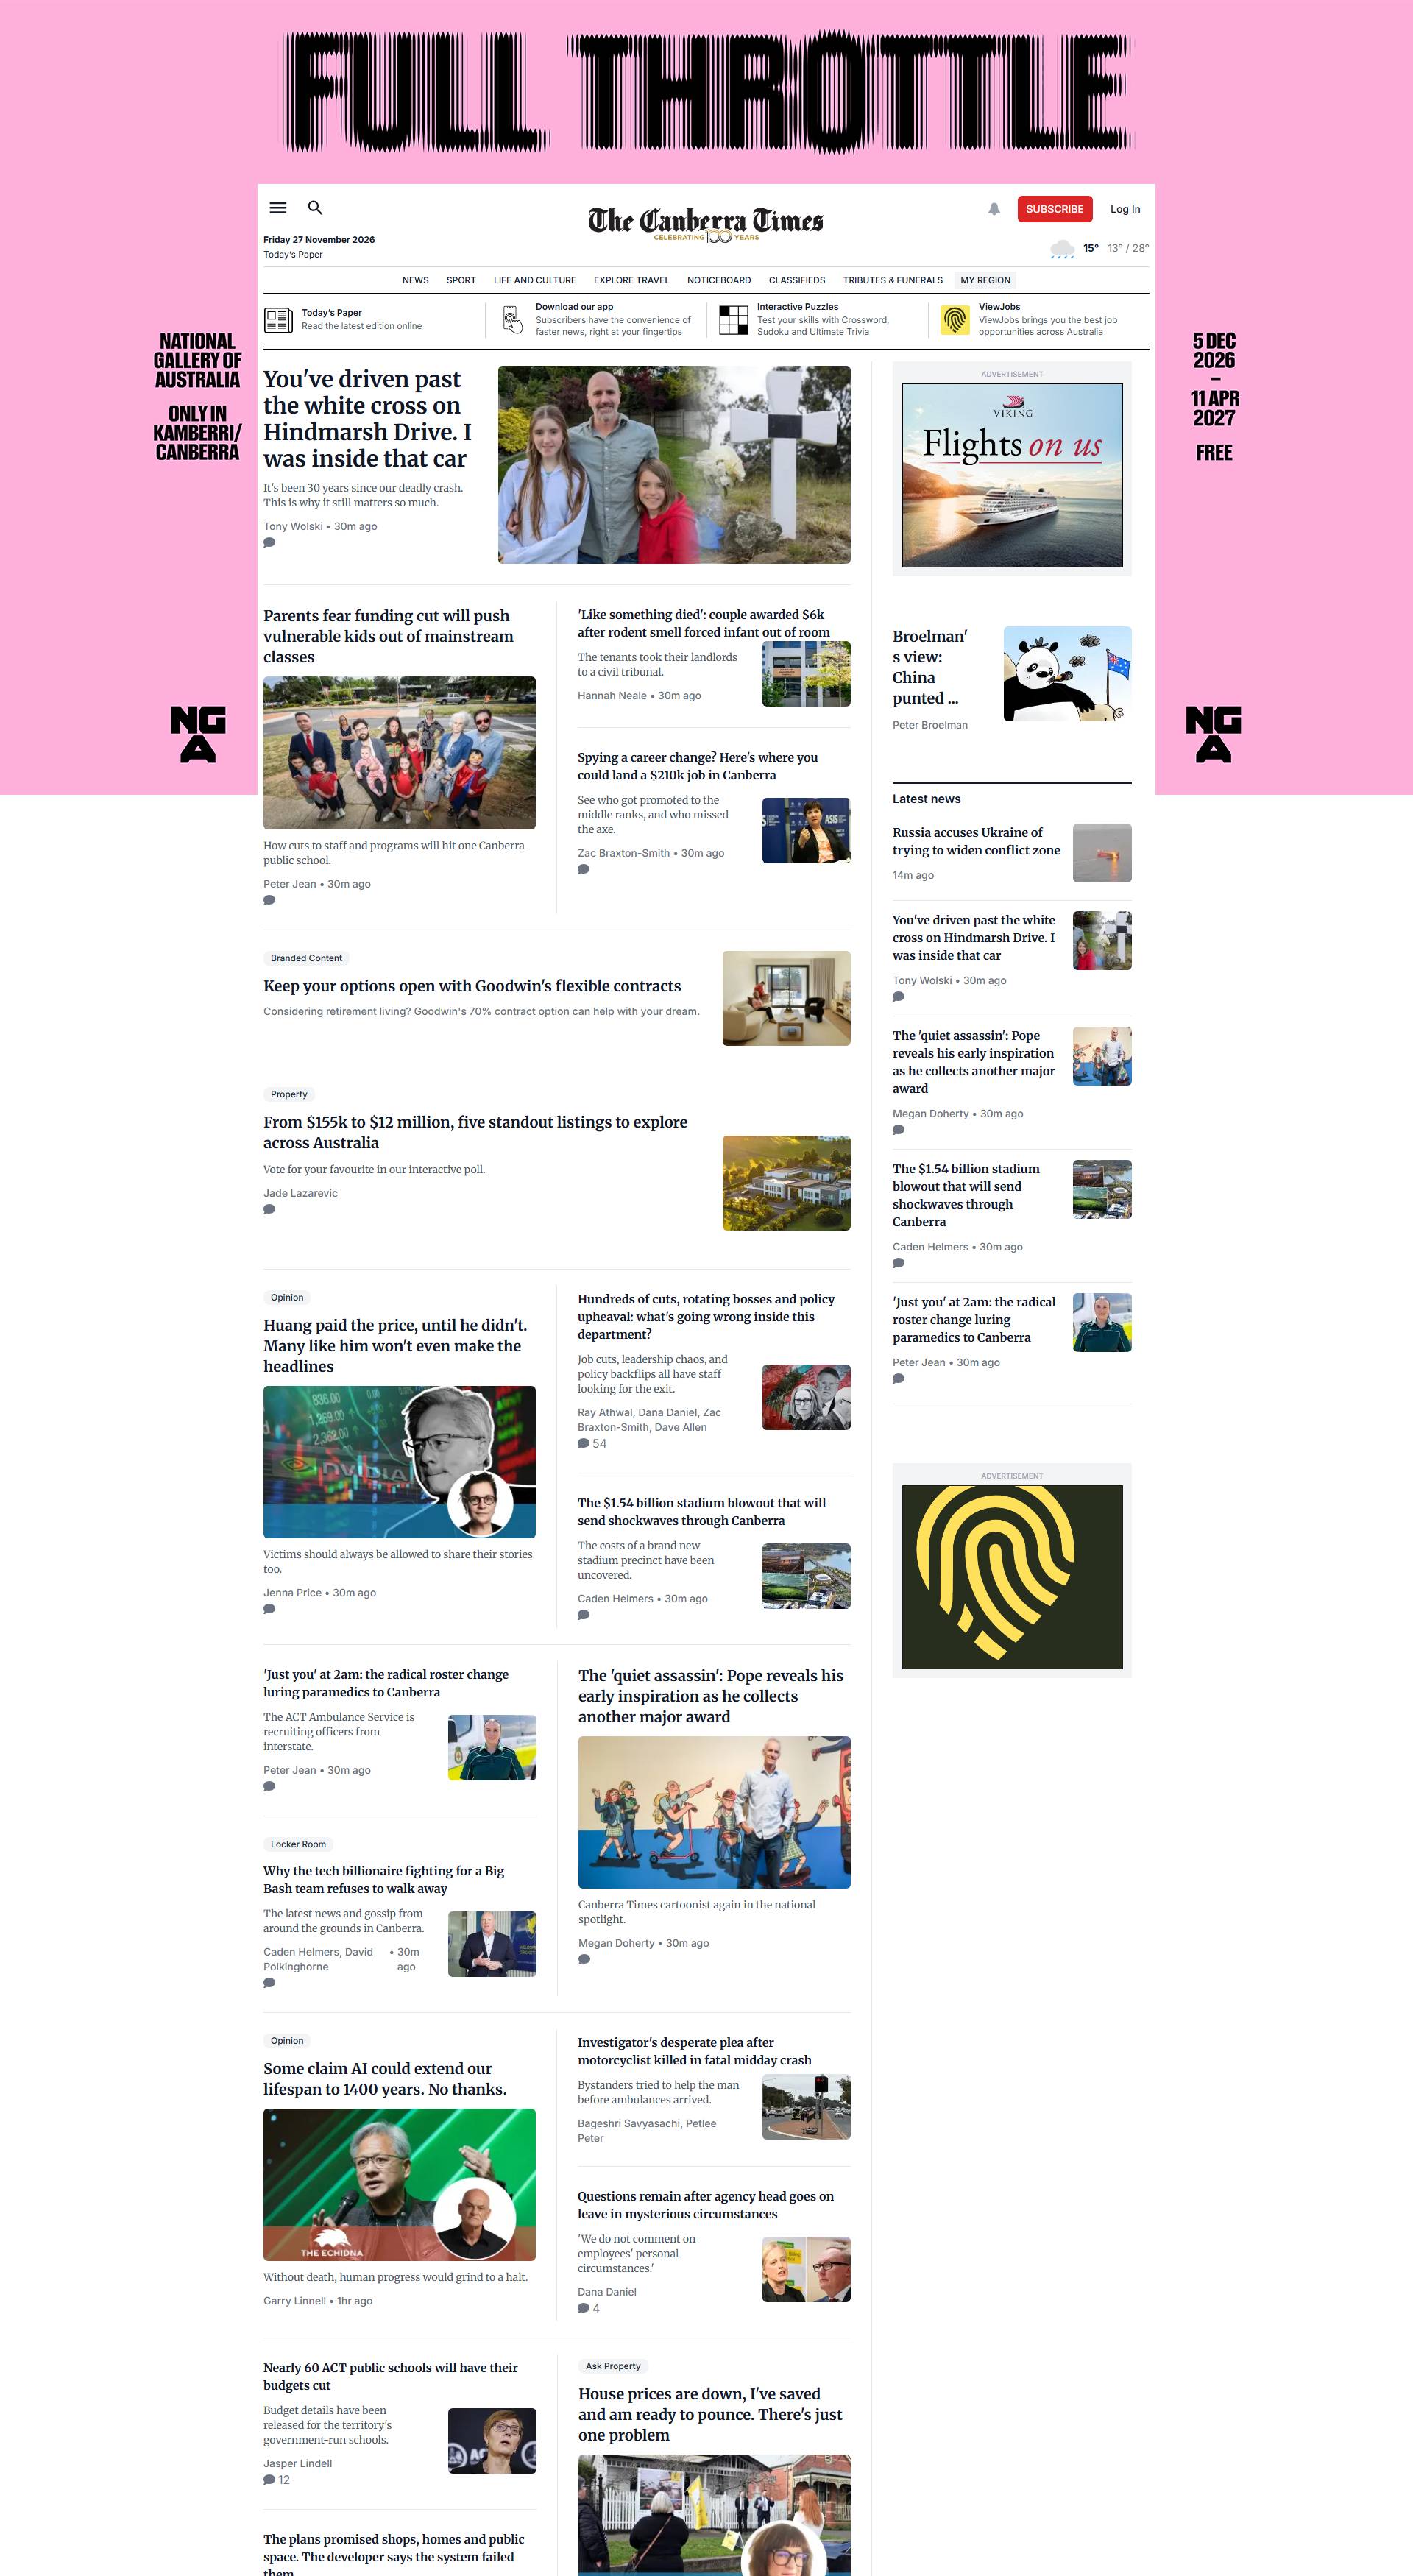 FULL THROTTLE
The Canberra Times
CELEBRATING 100 YEARS
SUBSCRIBE
Log In
Friday 27 November 2026
Today's Paper
15° 13° / 28°
NEWS SPORT LIFE AND CULTURE EXPLORE TRAVEL NOTICEBOARD CLASSIFIEDS TRIBUTES & FUNERALS MY REGION
Today's Paper
Read the latest edition online
Download our app
Subscribers have the convenience of
faster news, right at your fingertips
Interactive Puzzles
Test your skills with Crossword,
Sudoku and Ultimate Trivia
ViewJobs
ViewJobs brings you the best job
opportunities across Australia
NATIONAL
GALLERY OF
AUSTRALIA
ONLY IN
KAMBERRI/
CANBERRA
NG
A
5 DEC
2026
–
11 APR
2027
FREE
NG
A
You've driven past
the white cross on
Hindmarsh Drive. I
was inside that car
It's been 30 years since our deadly crash.
This is why it still matters so much.
Tony Wolski • 30m ago
Parents fear funding cut will push
vulnerable kids out of mainstream
classes
How cuts to staff and programs will hit one Canberra
public school.
Peter Jean • 30m ago
'Like something died': couple awarded $6k
after rodent smell forced infant out of room
The tenants took their landlords
to a civil tribunal.
Hannah Neale • 30m ago
Spying a career change? Here's where you
could land a $210k job in Canberra
See who got promoted to the
middle ranks, and who missed
the axe.
ASIS
Zac Braxton-Smith • 30m ago
Branded Content
Keep your options open with Goodwin's flexible contracts
Considering retirement living? Goodwin's 70% contract option can help with your dream.
Property
From $155k to $12 million, five standout listings to explore
across Australia
Vote for your favourite in our interactive poll.
Jade Lazarevic
Opinion
Huang paid the price, until he didn't.
Many like him won't even make the
headlines
836.00
1,269.00
2,362.00
NVIDIA
Victims should always be allowed to share their stories
too.
Jenna Price • 30m ago
Hundreds of cuts, rotating bosses and policy
upheaval: what's going wrong inside this
department?
Job cuts, leadership chaos, and
policy backflips all have staff
looking for the exit.
Ray Athwal, Dana Daniel, Zac
Braxton-Smith, Dave Allen
54
The $1.54 billion stadium blowout that will
send shockwaves through Canberra
The costs of a brand new
stadium precinct have been
uncovered.
Caden Helmers • 30m ago
'Just you' at 2am: the radical roster change
luring paramedics to Canberra
The ACT Ambulance Service is
recruiting officers from
interstate.
Peter Jean • 30m ago
Locker Room
Why the tech billionaire fighting for a Big
Bash team refuses to walk away
The latest news and gossip from
around the grounds in Canberra.
Caden Helmers, David
Polkinghorne
• 30m
ago
The 'quiet assassin': Pope reveals his
early inspiration as he collects
another major award
Canberra Times cartoonist again in the national
spotlight.
Megan Doherty • 30m ago
Opinion
Some claim AI could extend our
lifespan to 1400 years. No thanks.
THE ECHIDNA
Without death, human progress would grind to a halt.
Garry Linnell • 1hr ago
Investigator's desperate plea after
motorcyclist killed in fatal midday crash
Bystanders tried to help the man
before ambulances arrived.
Bageshri Savyasachi, Petlee
Peter
Questions remain after agency head goes on
leave in mysterious circumstances
'We do not comment on
employees' personal
circumstances.'
Dana Daniel
4
Nearly 60 ACT public schools will have their
budgets cut
Budget details have been
released for the territory's
government-run schools.
Jasper Lindell
12
The plans promised shops, homes and public
space. The developer says the system failed
them
Ask Property
House prices are down, I've saved
and am ready to pounce. There's just
one problem
ADVERTISEMENT
VIKING
Flights on us
Broelman'
s view:
China
punted ...
Peter Broelman
Latest news
Russia accuses Ukraine of
trying to widen conflict zone
14m ago
You've driven past the white
cross on Hindmarsh Drive. I
was inside that car
Tony Wolski • 30m ago
The 'quiet assassin': Pope
reveals his early inspiration
as he collects another major
award
Megan Doherty • 30m ago
The $1.54 billion stadium
blowout that will send
shockwaves through
Canberra
Caden Helmers • 30m ago
'Just you' at 2am: the radical
roster change luring
paramedics to Canberra
Peter Jean • 30m ago
ADVERTISEMENT